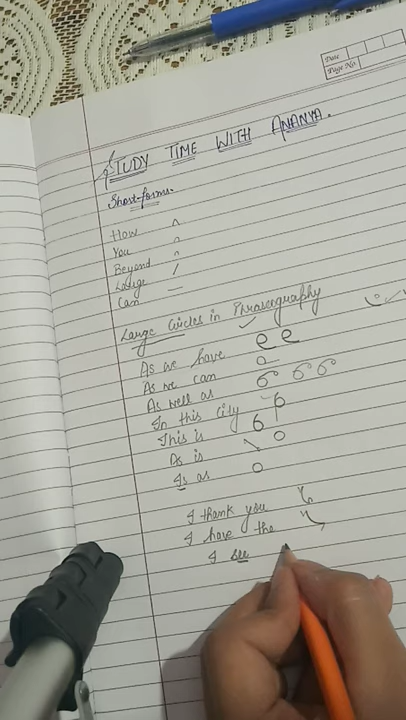 Date
Page No.
STUDY TIME WITH ANANYA.
Short-forms.
How
You
Beyond
Large
Can
Large Circles in Phraseography
As we have
As we can
As well as
In this city
This is
As is
Is as
I thank you
I have the
I see